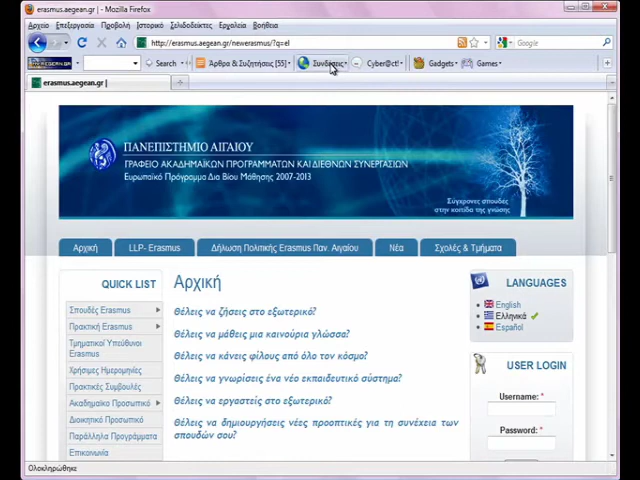 erasmus.aegean.gr | - Mozilla Firefox
Αρχείο Επεξεργασία Προβολή Ιστορικό Σελιδοδείκτες Εργαλεία Βοήθεια
http://erasmus.aegean.gr/newerasmus/?q=el
Google
Search
Άρθρα & Συζητήσεις [55]
Συνδέσεις
Cyber@ct!
Gadgets
Games
erasmus.aegean.gr |
ΠΑΝΕΠΙΣΤΗΜΙΟ ΑΙΓΑΙΟΥ
ΓΡΑΦΕΙΟ ΑΚΑΔΗΜΑΪΚΩΝ ΠΡΟΓΡΑΜΜΑΤΩΝ ΚΑΙ ΔΙΕΘΝΩΝ ΣΥΝΕΡΓΑΣΙΩΝ
Ευρωπαϊκό Πρόγραμμα Δια Βίου Μάθησης 2007-2013
Σύγχρονες σπουδες
στην κοιτίδα της γνώσης
Αρχική
LLP- Erasmus
Δήλωση Πολιτικής Erasmus Παν. Αιγαίου
Νέα
Σχολές & Τμήματα
QUICK LIST
Σπουδές Erasmus
Πρακτική Erasmus
Τμηματικοί Υπεύθυνοι
Erasmus
Χρήσιμες Ημερομηνίες
Πρακτικές Συμβουλές
Ακαδημαϊκο Προσωπικό
Διοικητικό Προσωπικό
Παράλληλα Προγράμματα
Επικοινωνία
Αρχική
Θέλεις να ζήσεις στο εξωτερικό?
Θέλεις να μάθεις μια καινούρια γλώσσα?
Θέλεις να κάνεις φίλους από όλο τον κόσμο?
Θέλεις να γνωρίσεις ένα νέο εκπαιδευτικό σύστημα?
Θέλεις να εργαστείς στο εξωτερικό?
Θέλεις να δημιουργήσεις νέες προοπτικές για τη συνέχεια των
σπουδών σου?
LANGUAGES
English
Ελληνικά
Español
USER LOGIN
Username: *
Password: *
Ολοκληρώθηκε